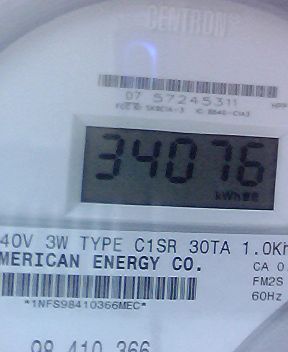 CENTRON
07 57245311
34076
kWh
40V 3W TYPE C1SR 30TA 1.0Kh
MERICAN ENERGY CO.
CA 0
FM2S
60Hz
*1NFS98410366MEC*
98 410 366